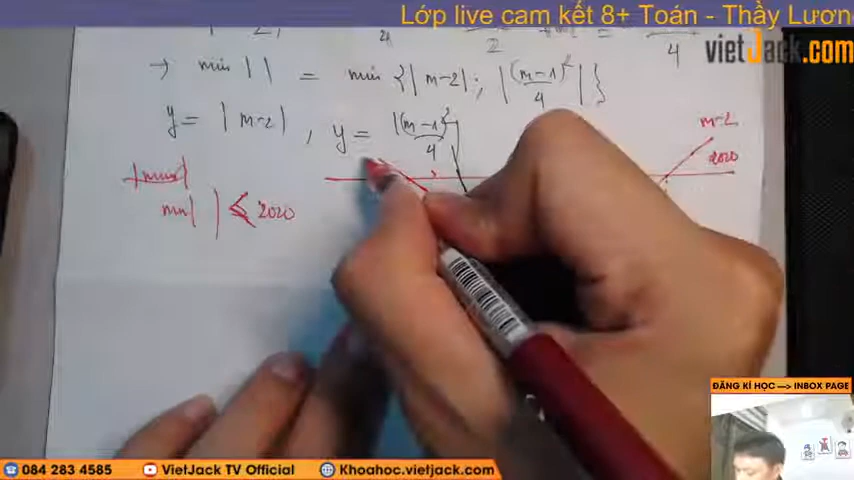 Lớp live cam kết 8+ Toán - Thầy Lươn
vietJack.com
4
→ min | | = min {|m-2|; |(m-1)²/4|}
y = |m-2|, y = |(m-1)²/4
m-2
2020
min| | ≤ 2020
ĐĂNG KÍ HỌC —> INBOX PAGE
084 283 4585 VietJack TV Official Khoahoc.vietjack.com